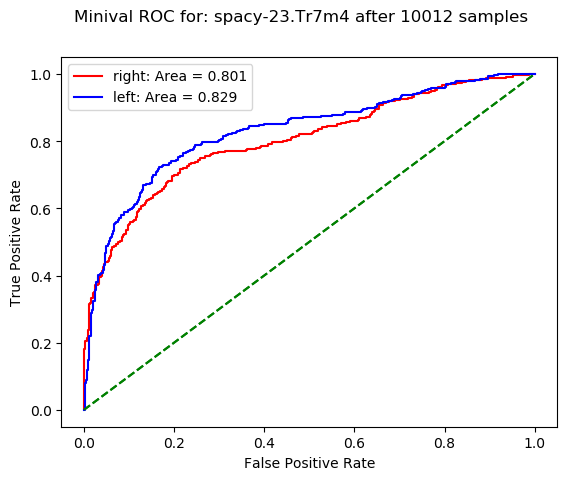 Minival ROC for: spacy-23.Tr7m4 after 10012 samples
right: Area = 0.801
left: Area = 0.829
True Positive Rate
1.0
0.8
0.6
0.4
0.2
0.0
0.0 0.2 0.4 0.6 0.8 1.0
False Positive Rate